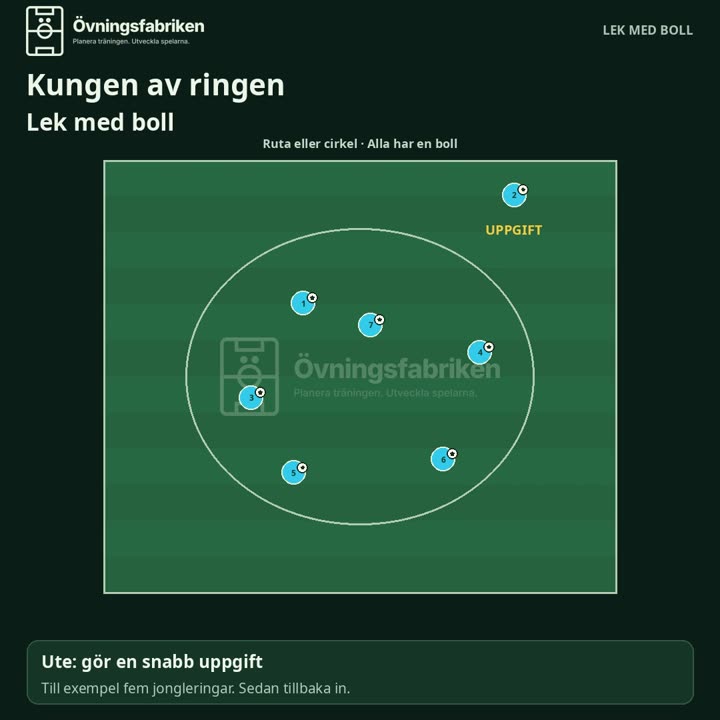 Övningsfabriken
Planera träningen. Utveckla spelarna.
LEK MED BOLL
Kungen av ringen
Lek med boll
Ruta eller cirkel · Alla har en boll
2
UPPGIFT
1
7
4
Övningsfabriken
Planera träningen. Utveckla spelarna.
3
6
5
Ute: gör en snabb uppgift
Till exempel fem jongleringar. Sedan tillbaka in.